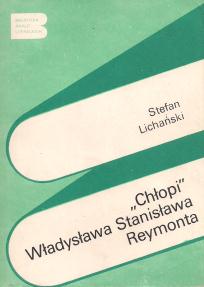 BIBLIOTEKA
ANALIZ
LITERACKICH
Stefan
Lichański
„Chłopi”
Władysława Stanisława
Reymonta